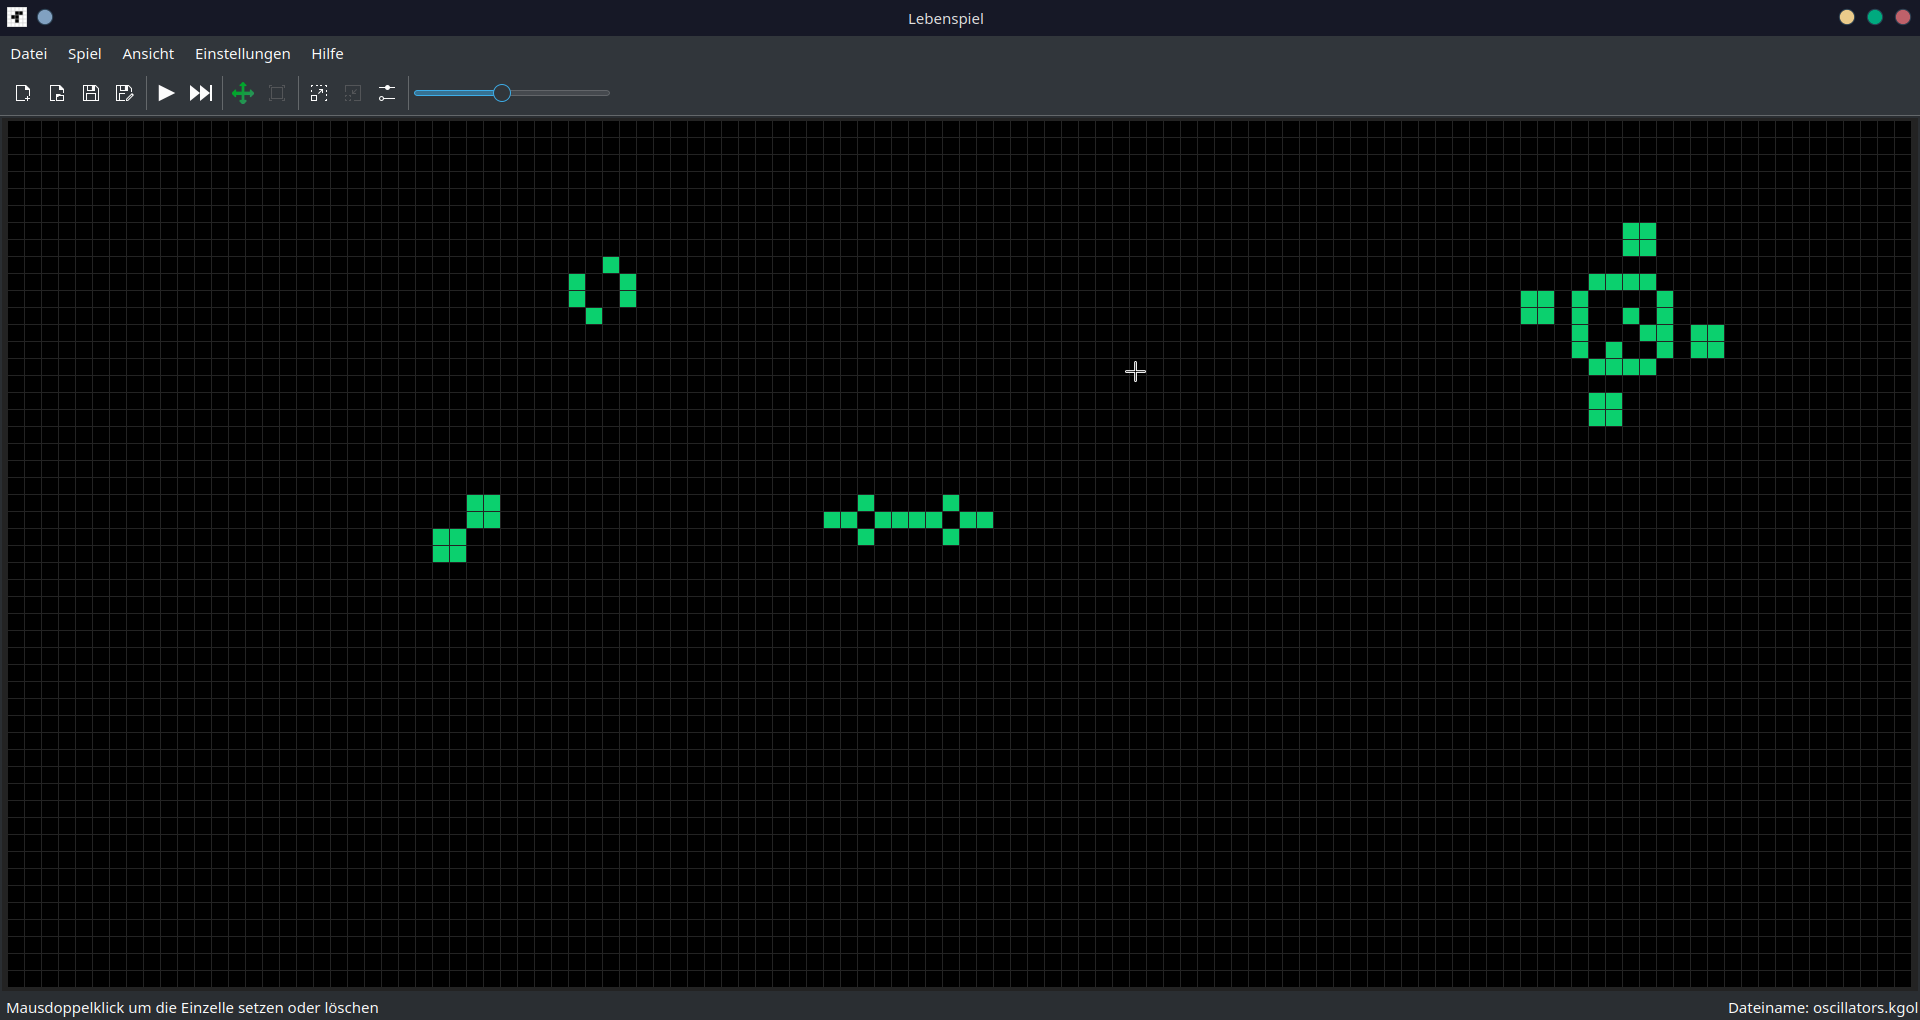 Lebenspiel
Datei Spiel Ansicht Einstellungen Hilfe
Mausdoppelklick um die Einzelle setzen oder löschen
Dateiname: oscillators.kgol